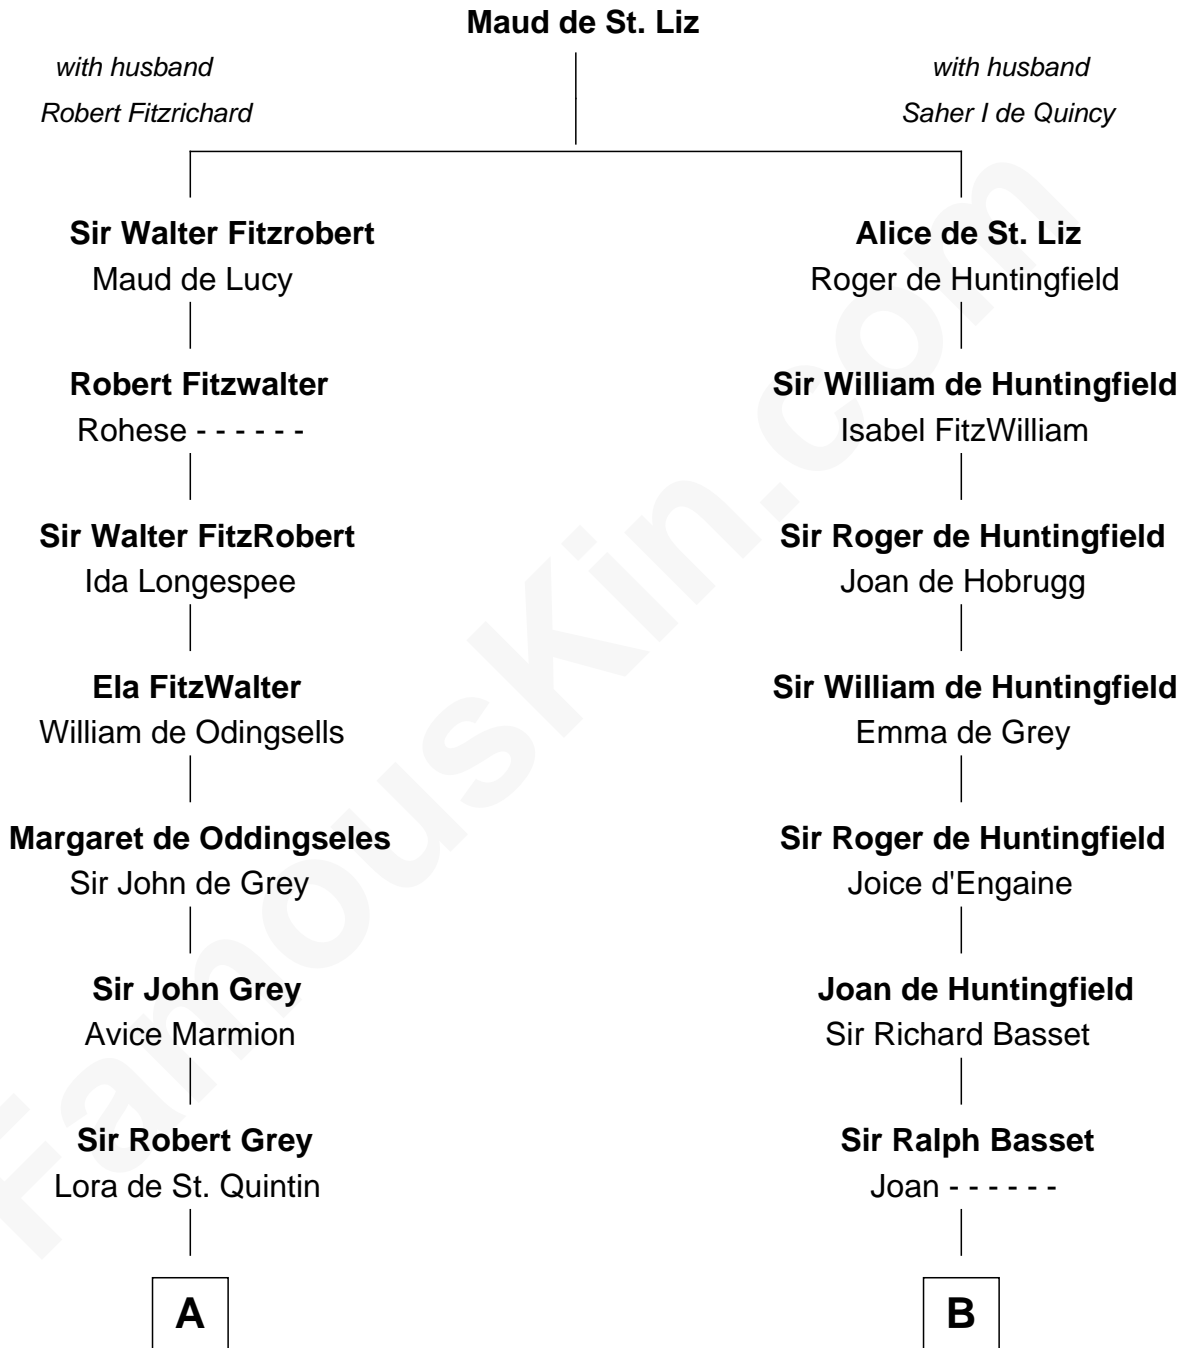 Maud de St. Liz
with husband
Robert Fitzrichard
with husband
Saher I de Quincy
Sir Walter Fitzrobert
Maud de Lucy
Alice de St. Liz
Roger de Huntingfield
Robert Fitzwalter
Rohese - - - - - -
Sir William de Huntingfield
Isabel FitzWilliam
Sir Walter FitzRobert
Ida Longespee
Sir Roger de Huntingfield
Joan de Hobrugg
Ela FitzWalter
William de Odingsells
Sir William de Huntingfield
Emma de Grey
Margaret de Oddingseles
Sir John de Grey
Sir Roger de Huntingfield
Joice d'Engaine
Sir John Grey
Avice Marmion
Joan de Huntingfield
Sir Richard Basset
Sir Robert Grey
Lora de St. Quintin
Sir Ralph Basset
Joan - - - - - -
A
B
FamousKin.com